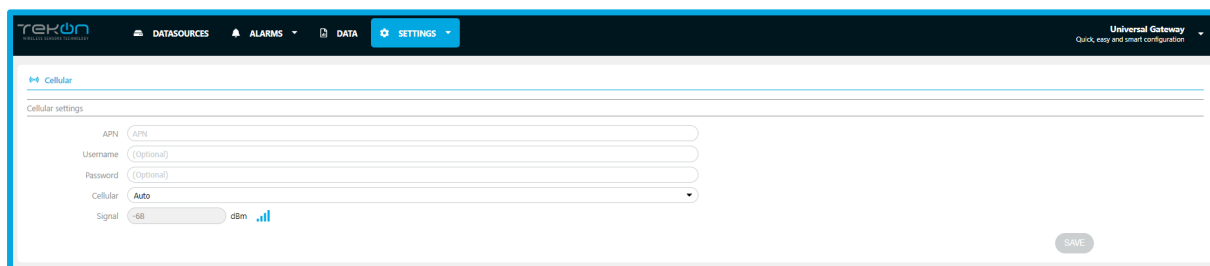 TEKON
WIRELESS SENSORS TECHNOLOGY
DATASOURCES ALARMS DATA SETTINGS
Universal Gateway
Quick, easy and smart configuration
Cellular
Cellular settings
APN APN
Username (Optional)
Password (Optional)
Cellular Auto
Signal -68 dBm
SAVE